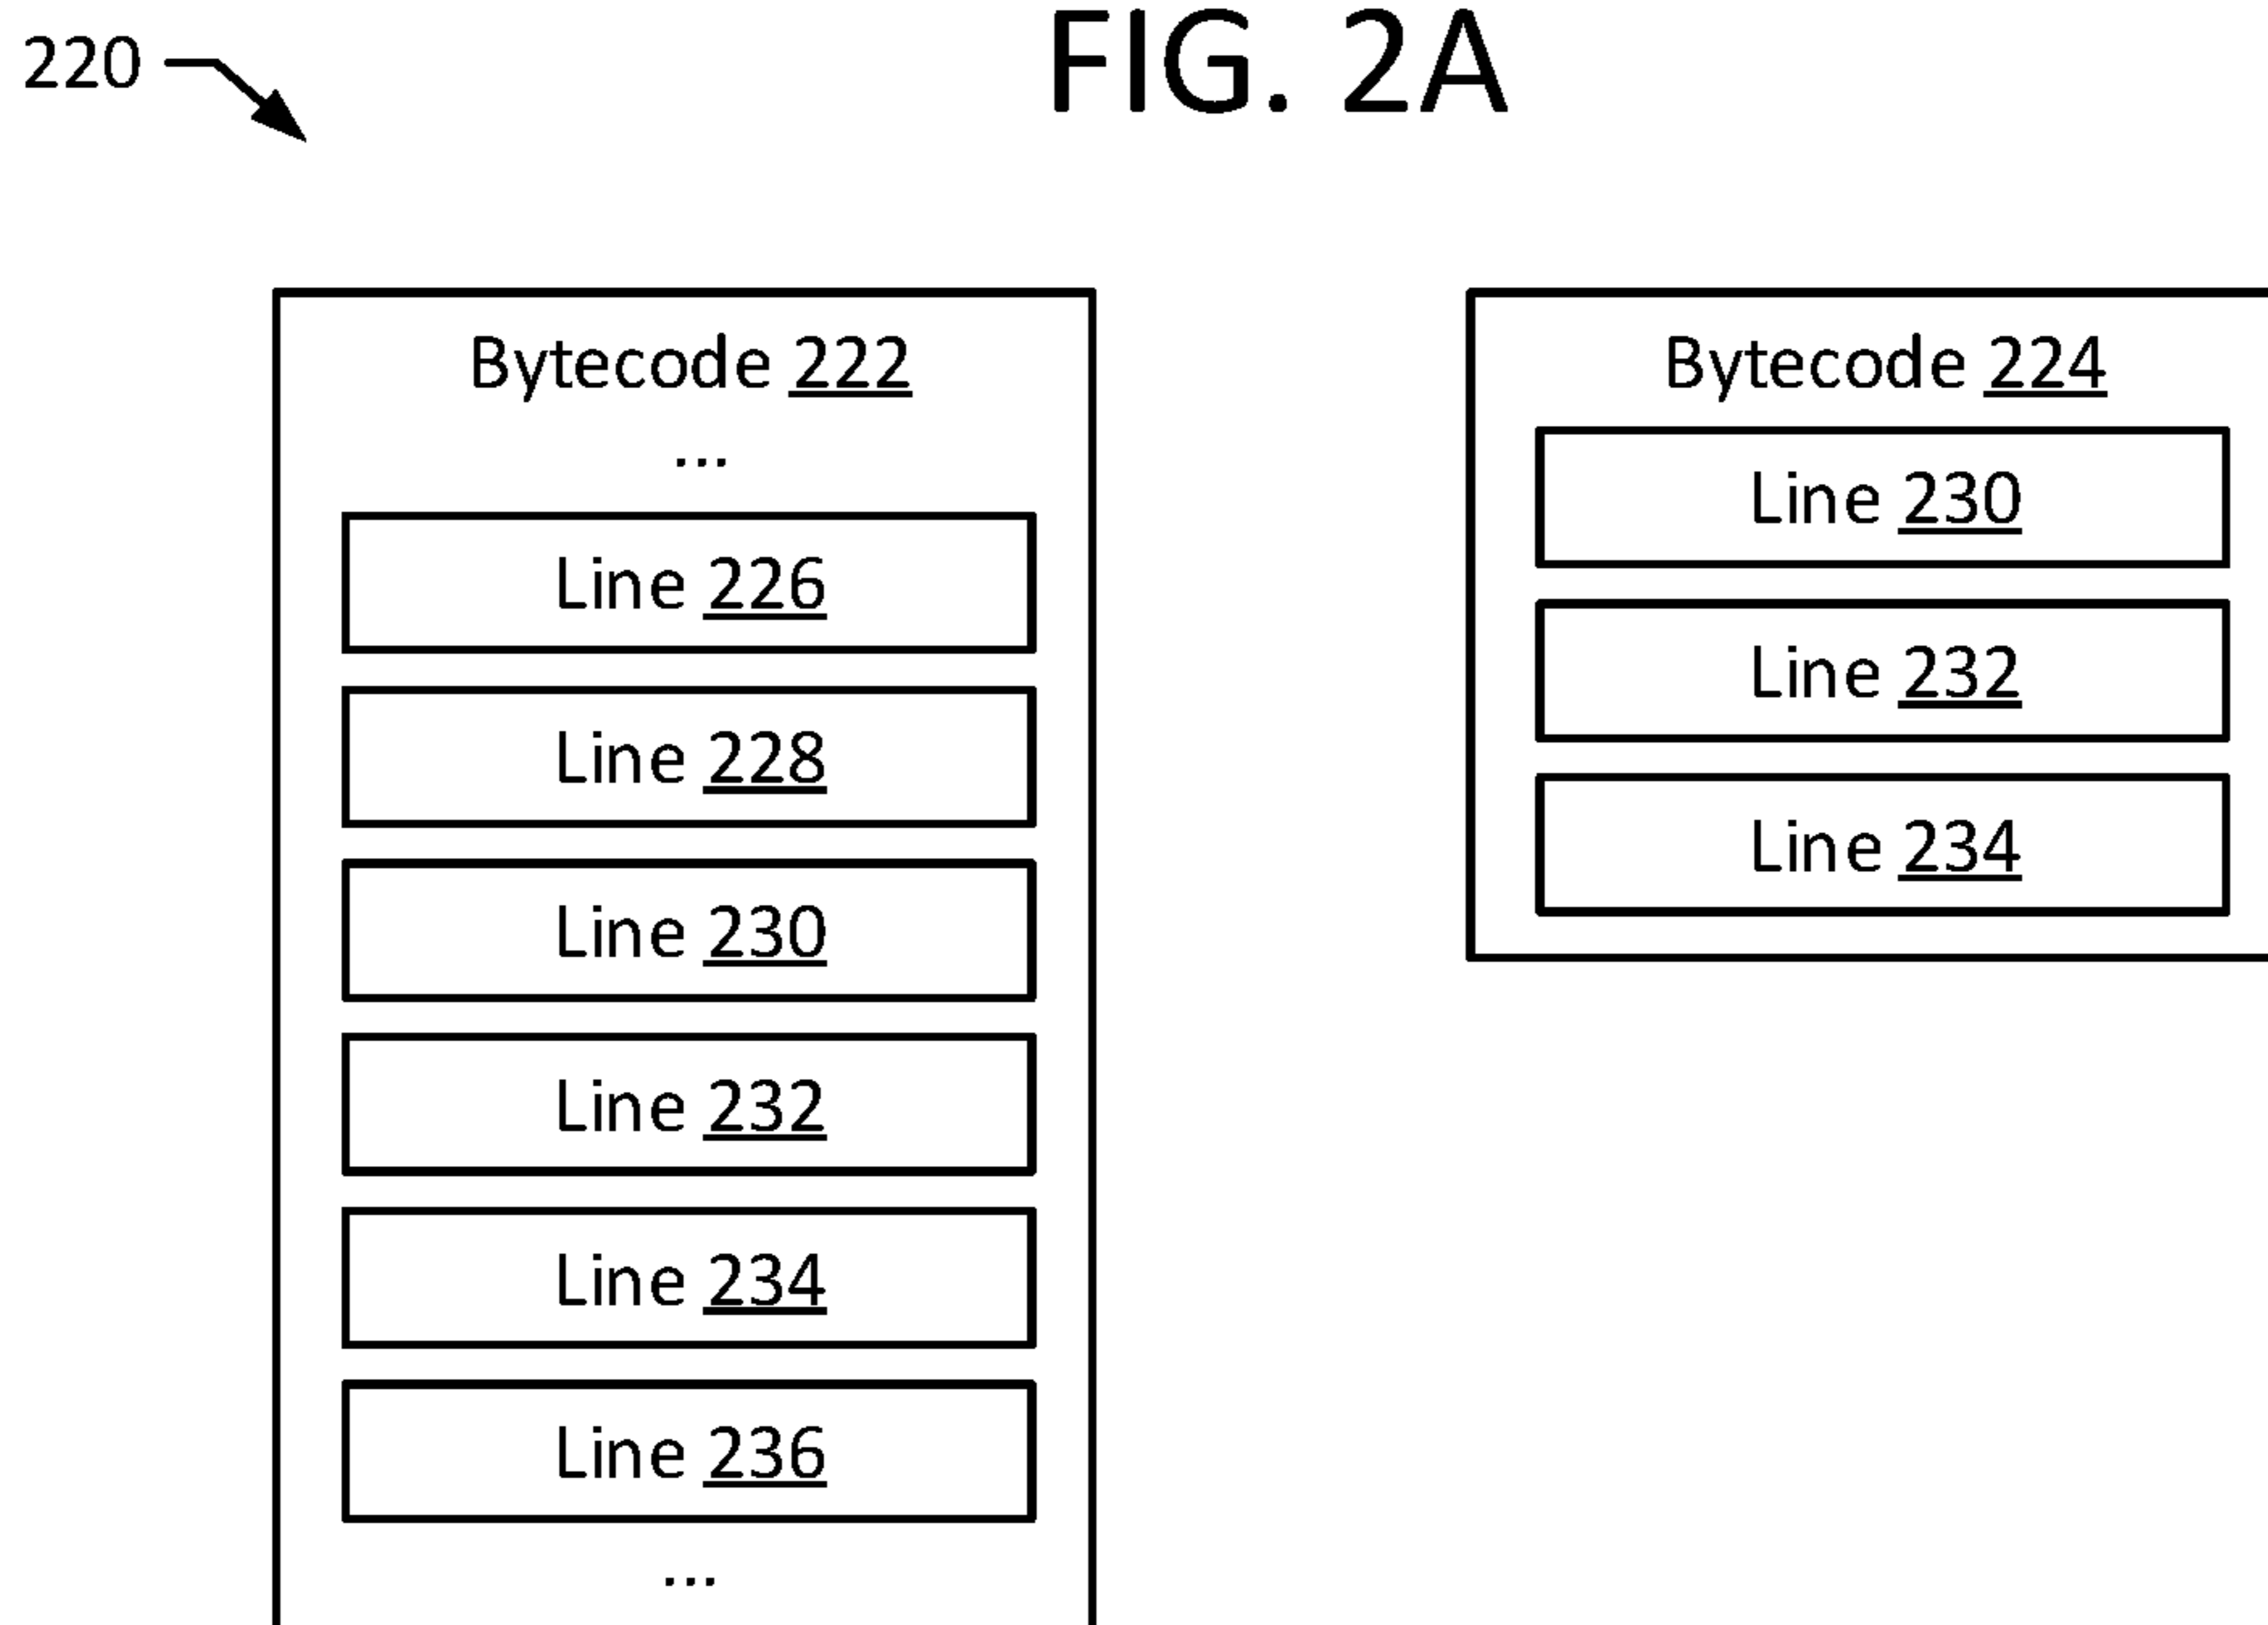 FIG. 2A
220
Bytecode 222
...
Line 226
Line 228
Line 230
Line 232
Line 234
Line 236
...
Bytecode 224
Line 230
Line 232
Line 234